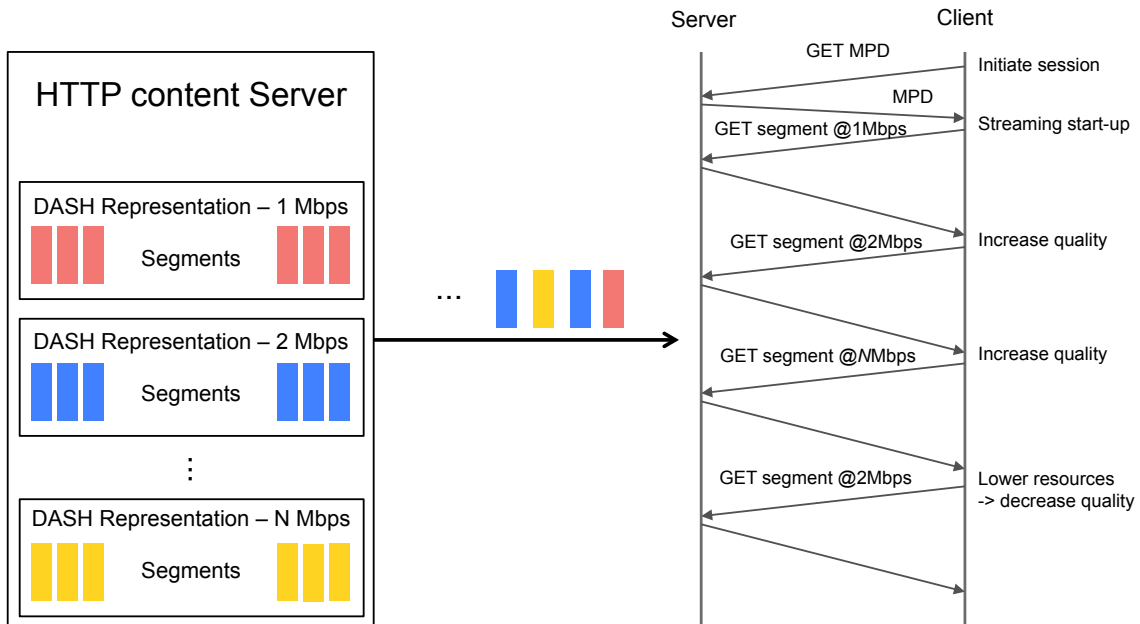 HTTP content Server
DASH Representation – 1 Mbps
Segments
DASH Representation – 2 Mbps
Segments
⋮
DASH Representation – N Mbps
Segments
...
Server
Client
GET MPD
Initiate session
MPD
Streaming start-up
GET segment @1Mbps
GET segment @2Mbps
Increase quality
GET segment @NMbps
Increase quality
GET segment @2Mbps
Lower resources
-> decrease quality